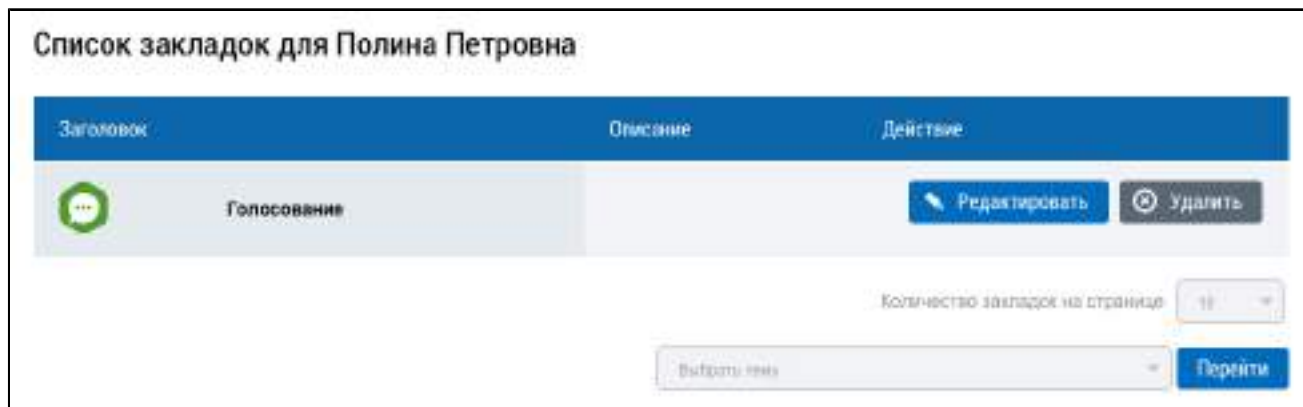 Список закладок для Полина Петровна
Заголовок Описание Действие
Голосование Редактировать Удалить
Количество закладок на странице 10
Выбрать тему Перейти